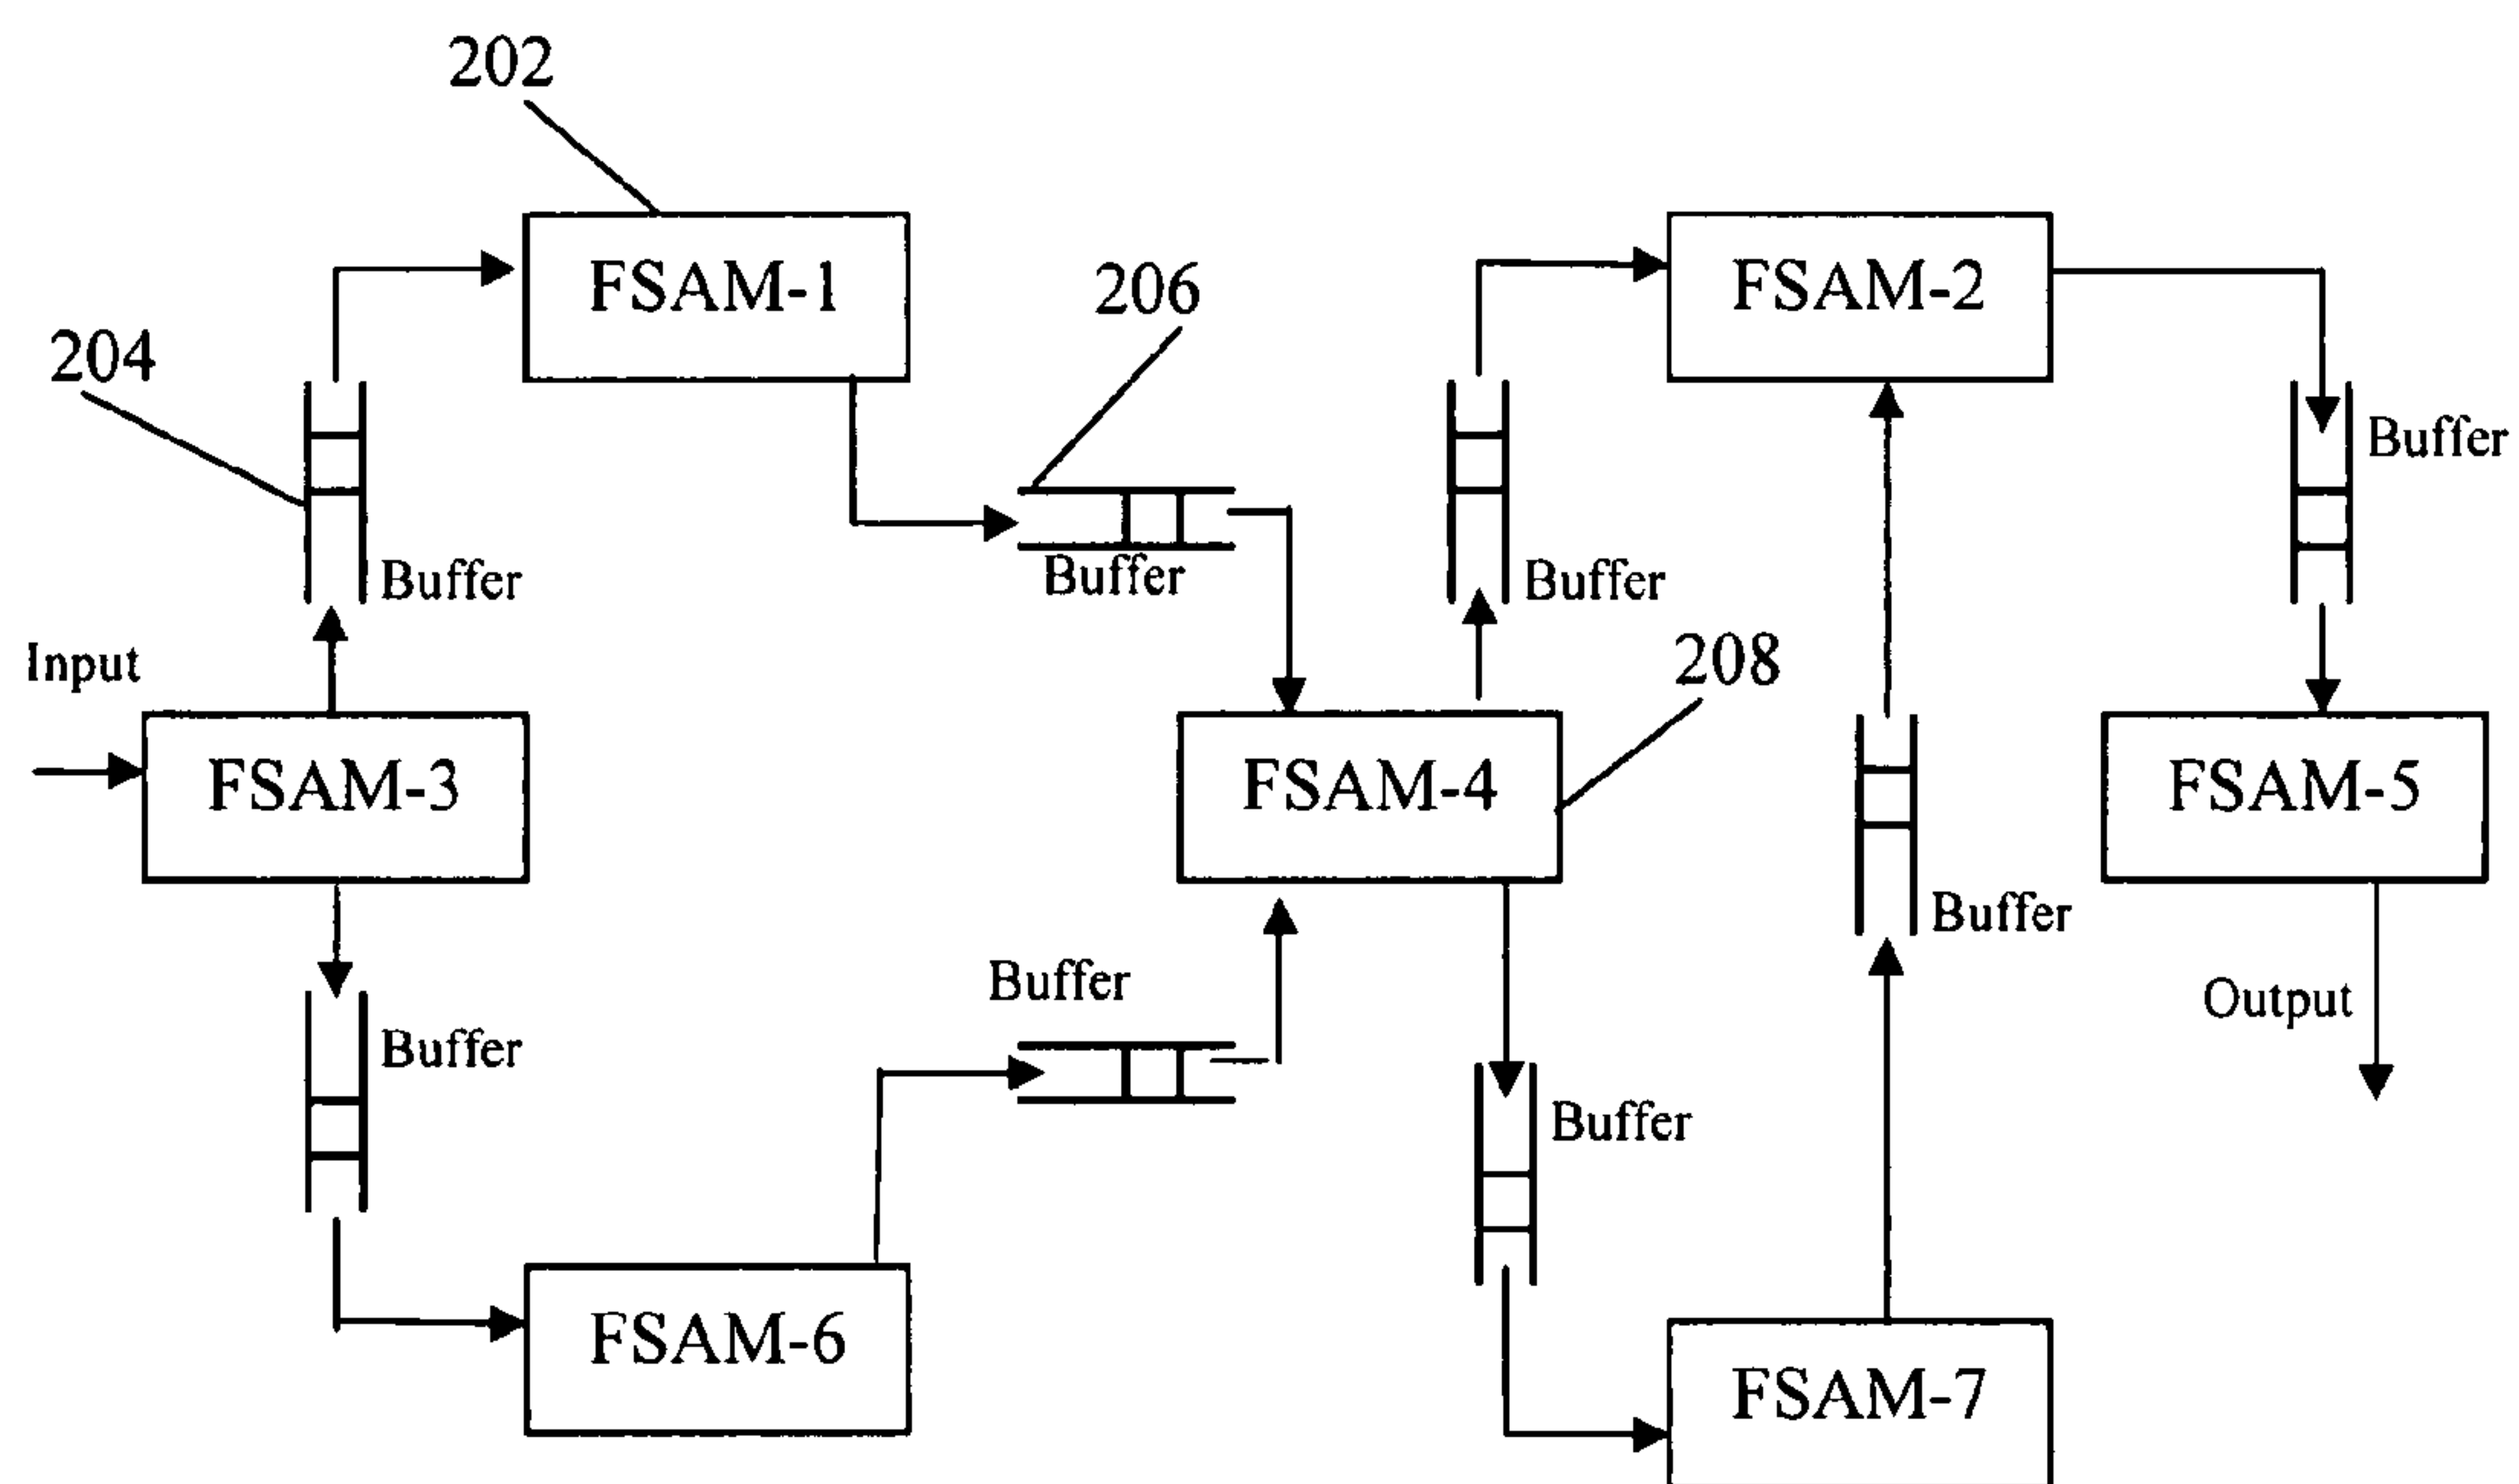 202
FSAM-1
206
FSAM-2
204
Buffer
Buffer
Buffer
Buffer
Input
208
FSAM-3
FSAM-4
FSAM-5
Buffer
Buffer
Output
Buffer
Buffer
FSAM-6
FSAM-7